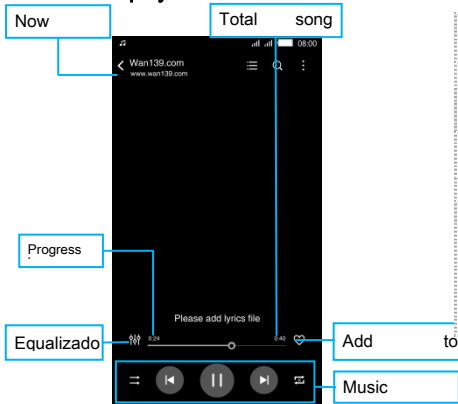 Now
Total song
08:00
Wan139.com
www.wan139.com
Progress
Please add lyrics file
Equalizado
0:24
0:40
Add to
Music